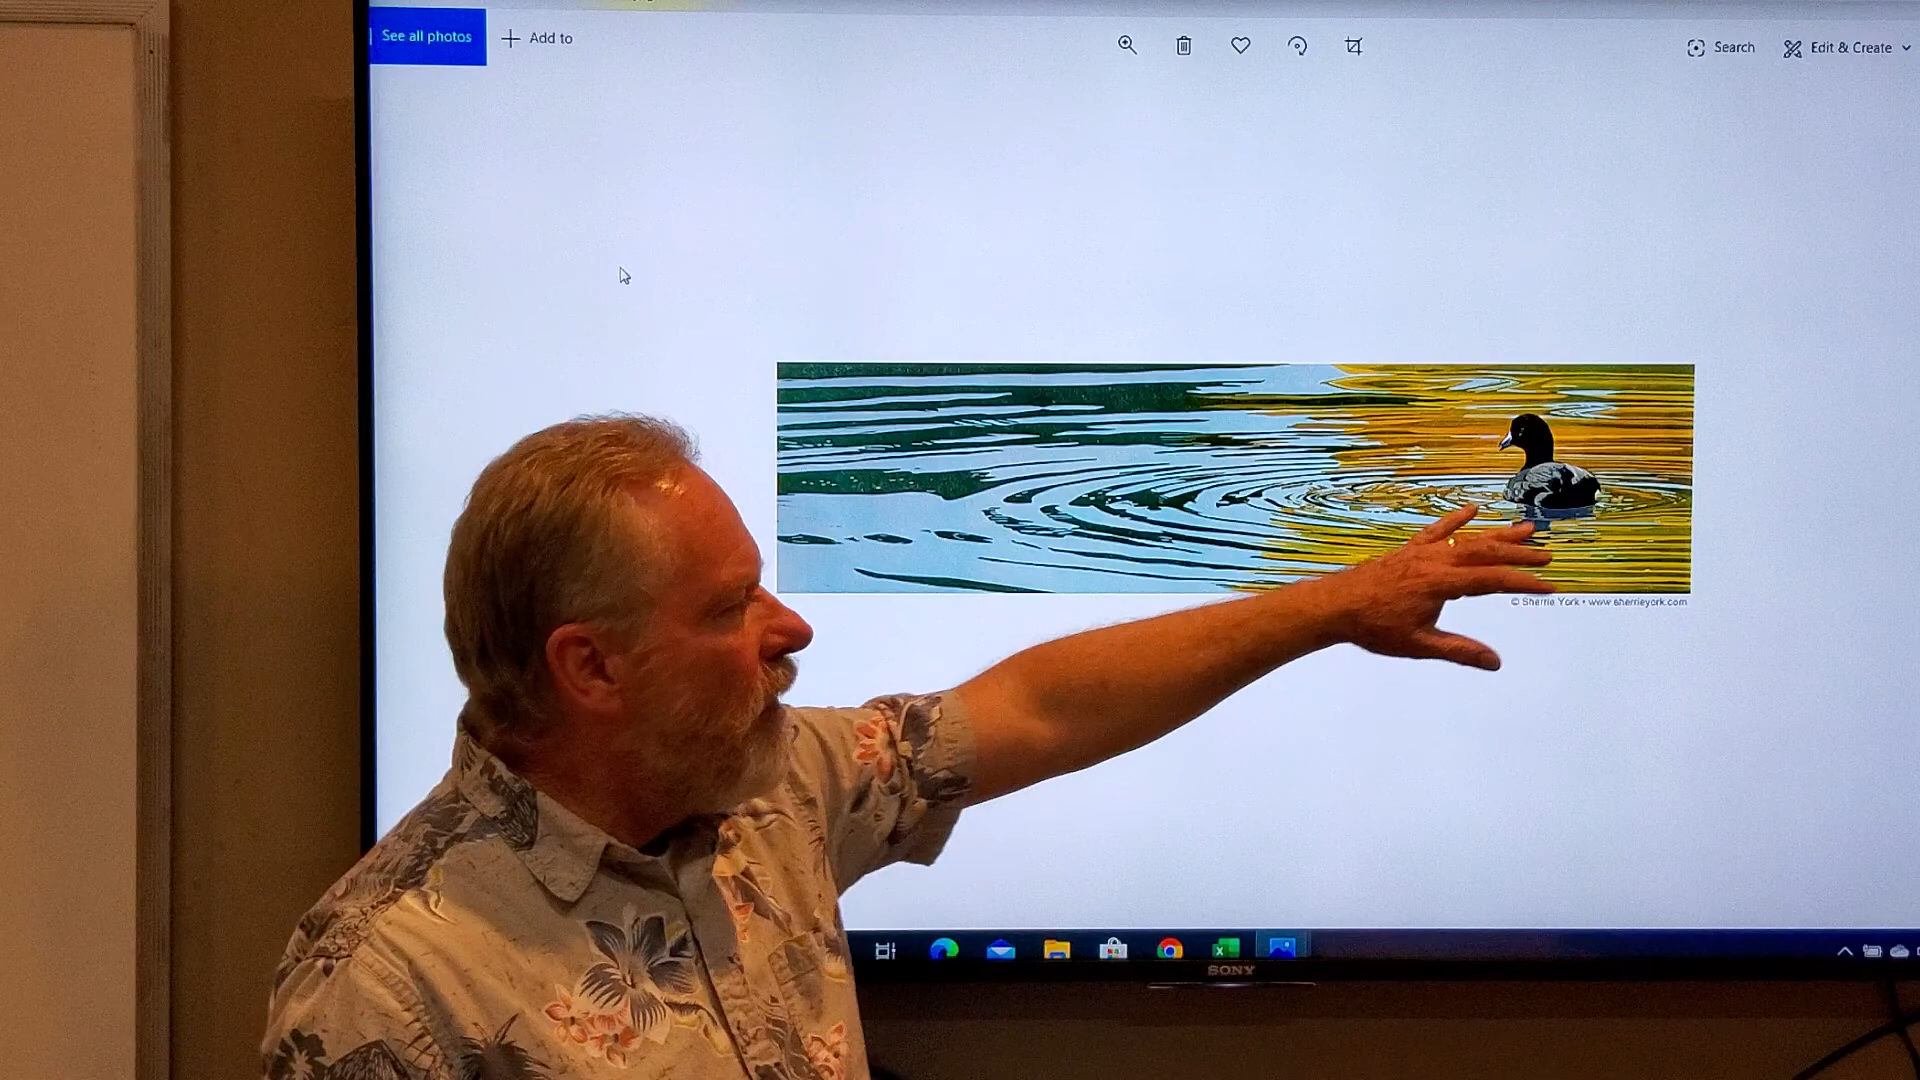 See all photos
Add to
Search
Edit & Create
© Sherrie York • www.sherrieyork.com
SONY